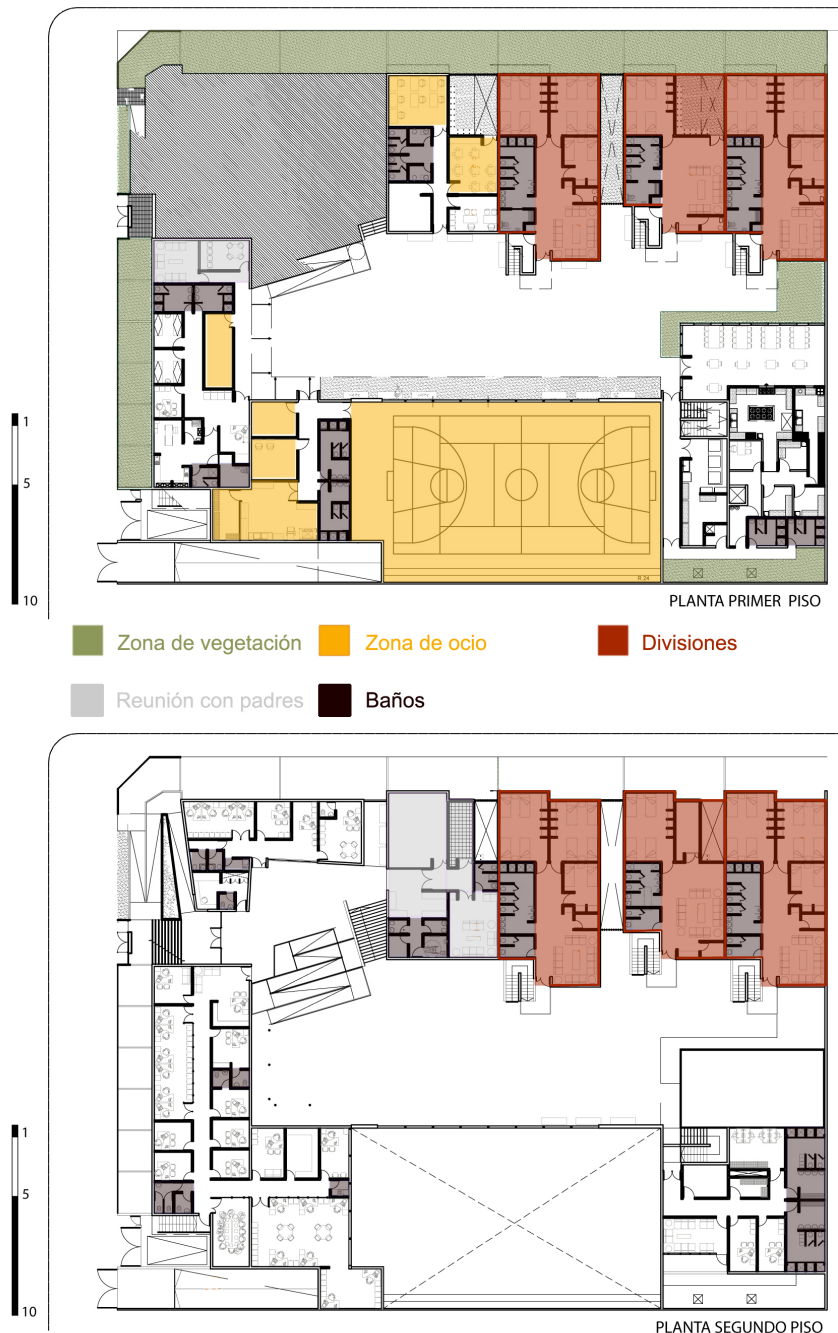 1
5
10
R.24
PLANTA PRIMER PISO
Zona de vegetación
Zona de ocio
Divisiones
Reunión con padres
Baños
1
5
10
PLANTA SEGUNDO PISO